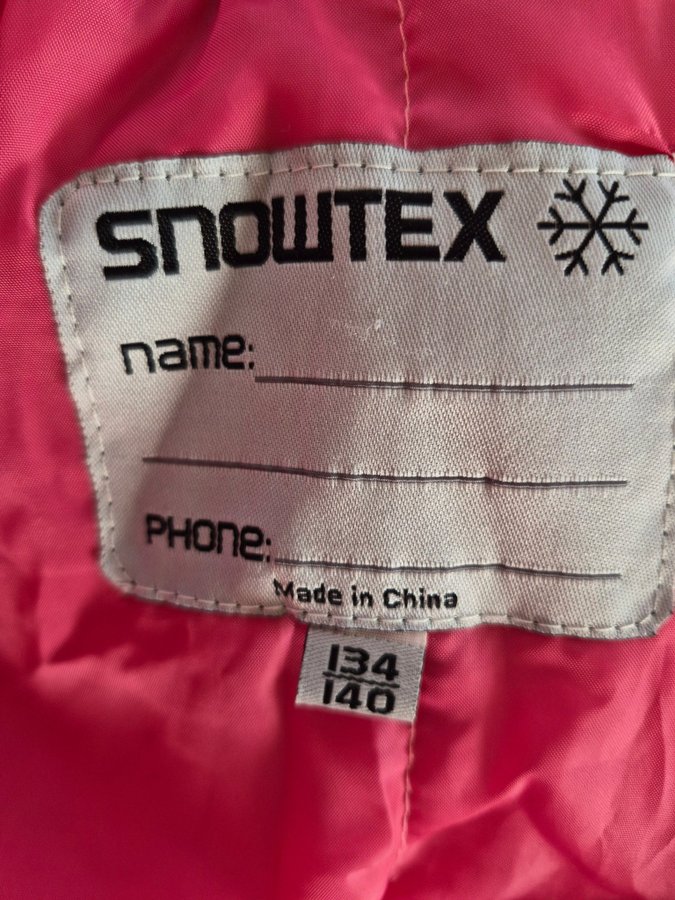 SNOWTEX
name:
PHONE:
Made in China
134
140